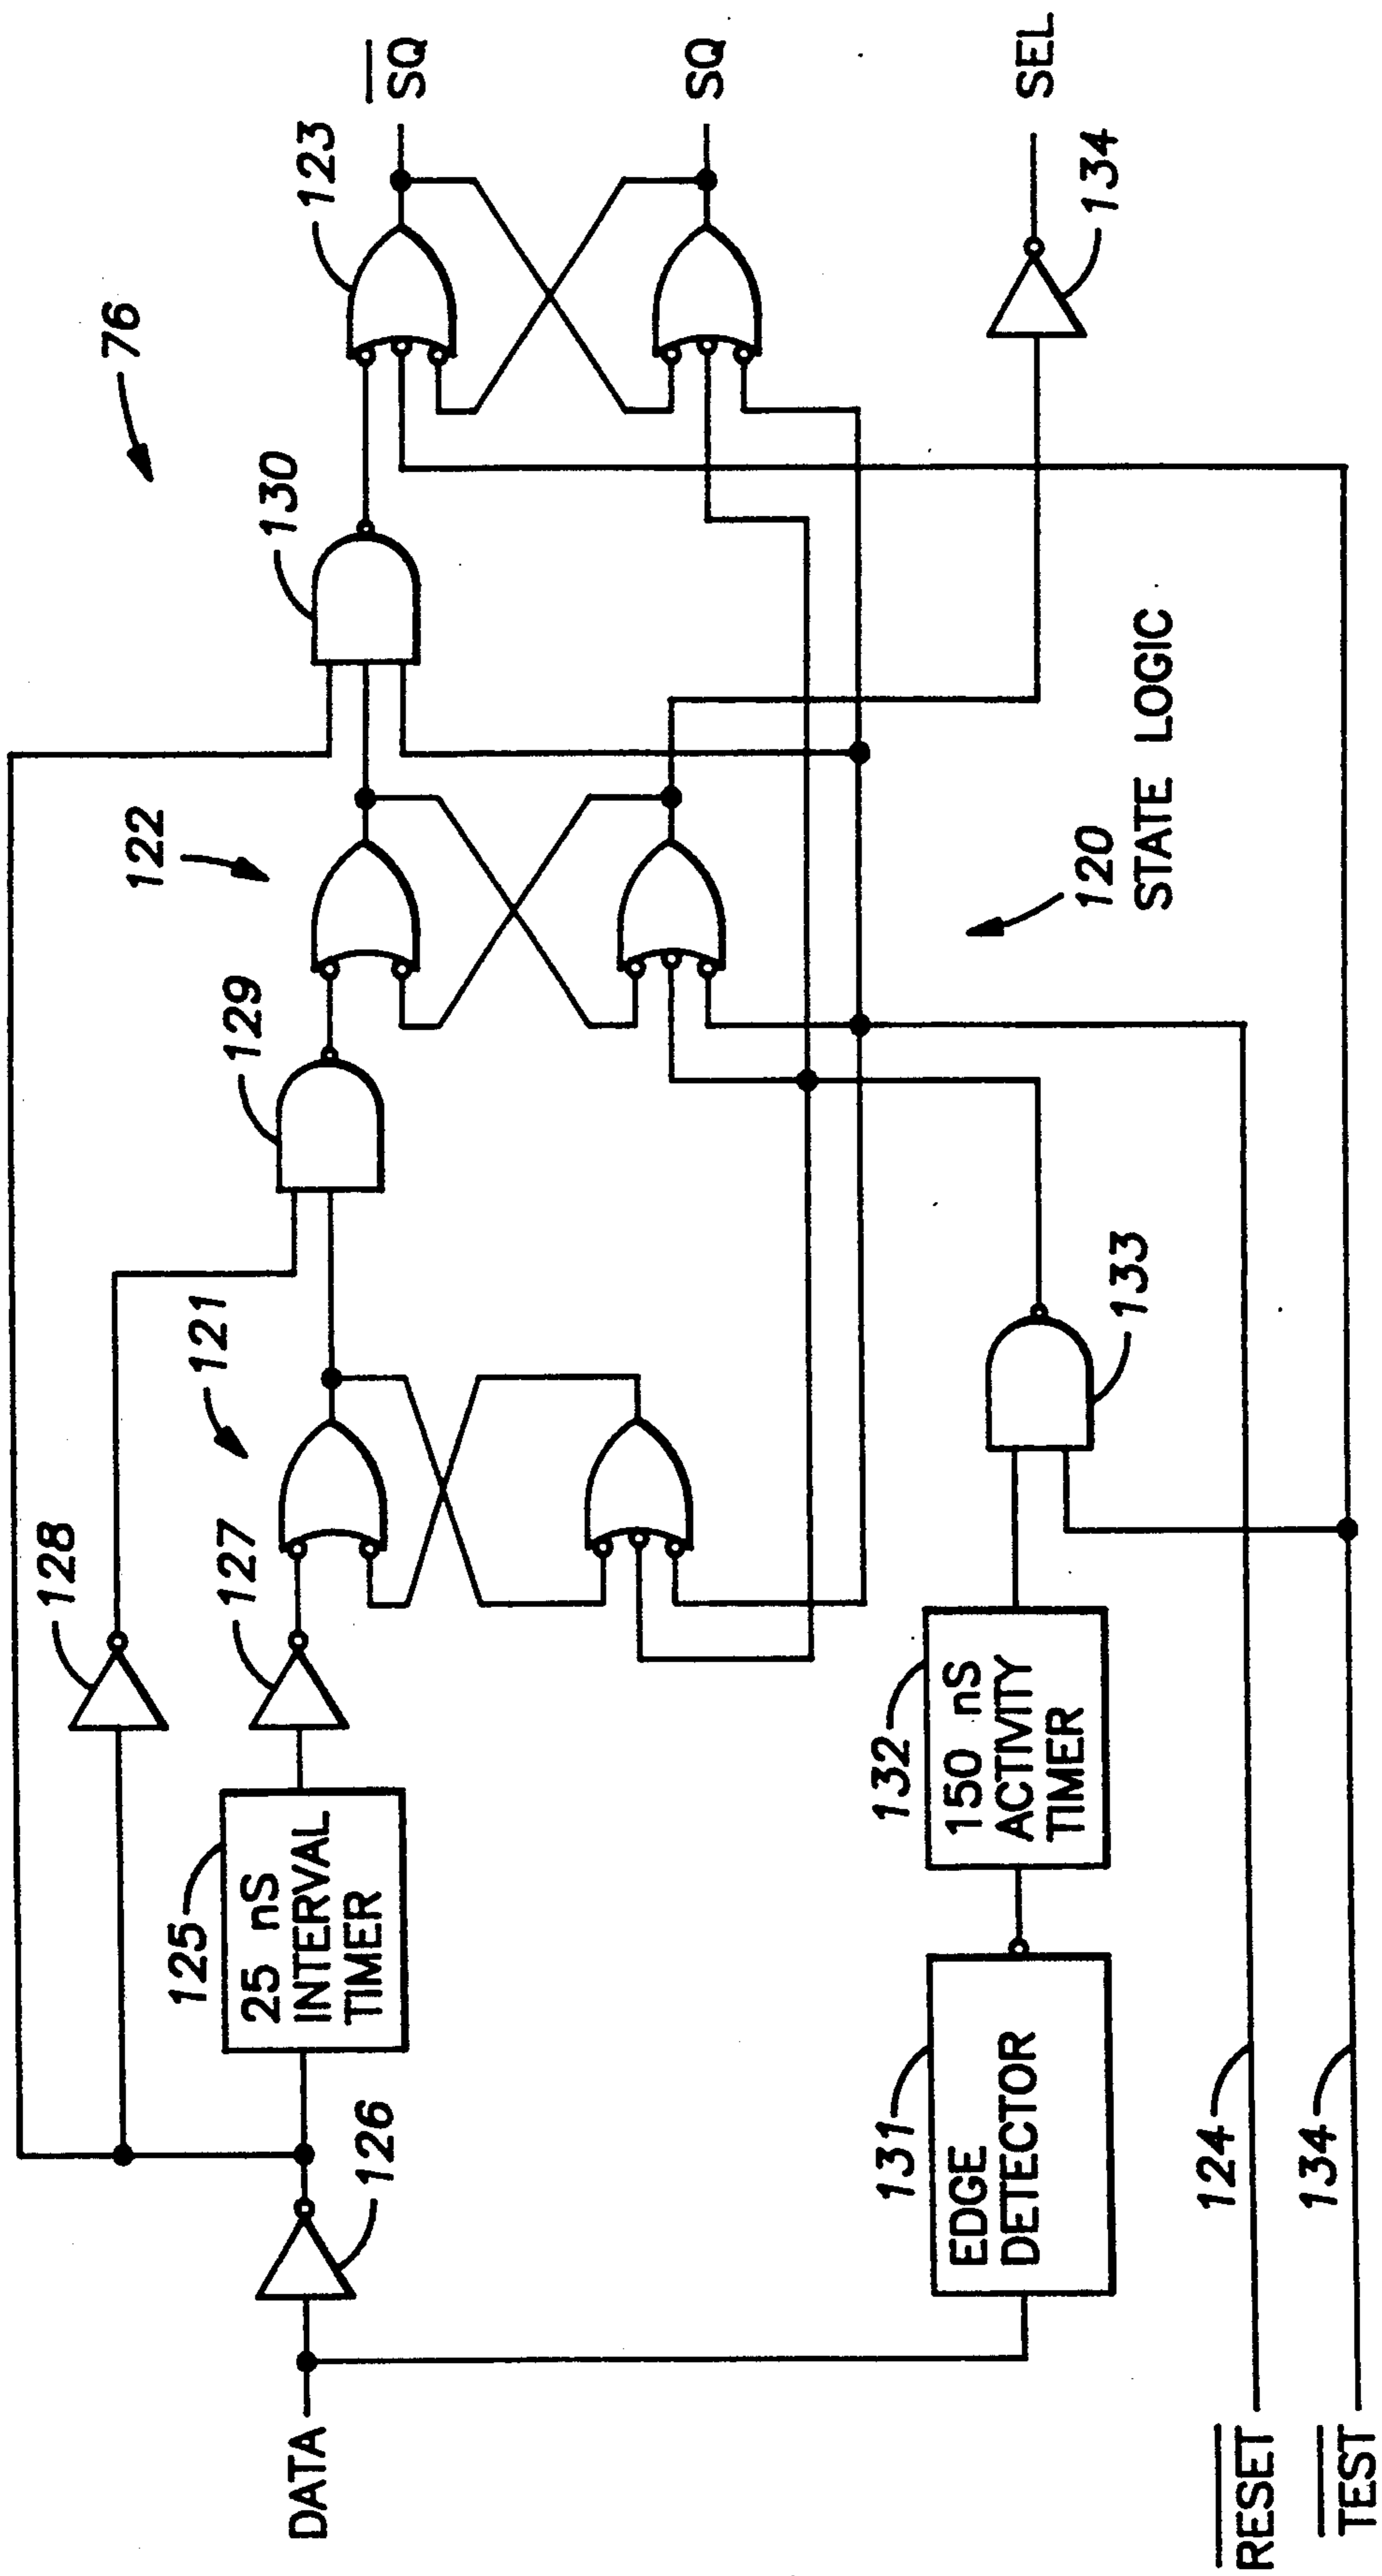 76
128
121
129
122
130
123
SQ
127
125
25 nS
INTERVAL
TIMER
126
DATA
SQ
120
STATE LOGIC
134
SEL
131
EDGE
DETECTOR
132
150 nS
ACTIVITY
TIMER
133
124
RESET
134
TEST